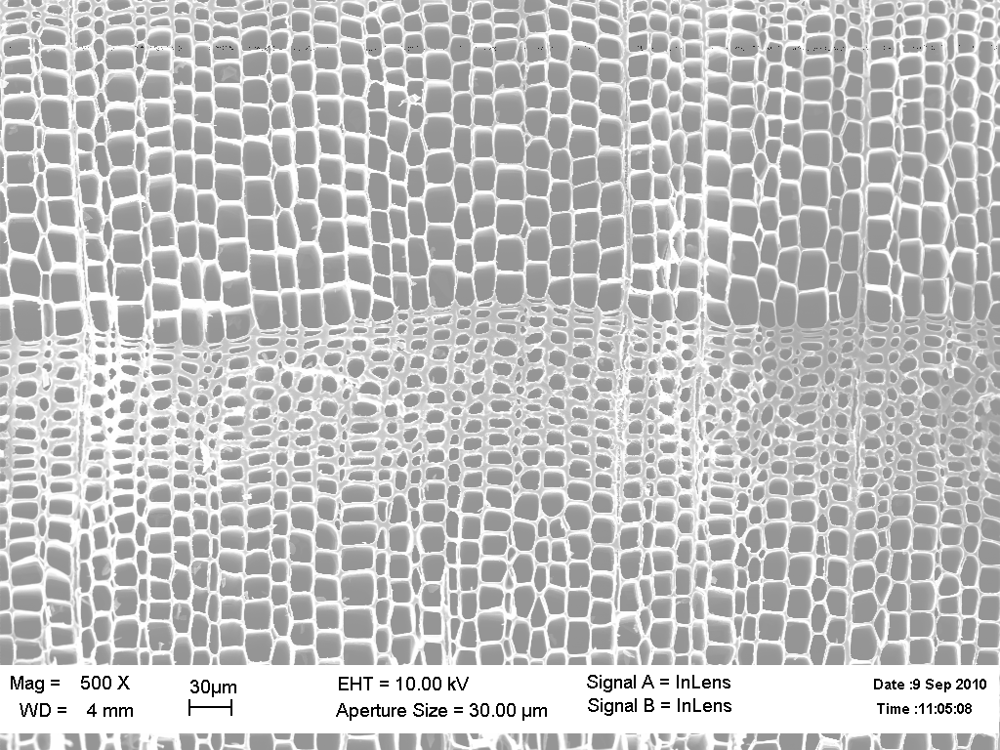 Mag = 500 X
30µm
EHT = 10.00 kV
Signal A = InLens
Date :9 Sep 2010
WD = 4 mm
Aperture Size = 30.00 µm
Signal B = InLens
Time :11:05:08